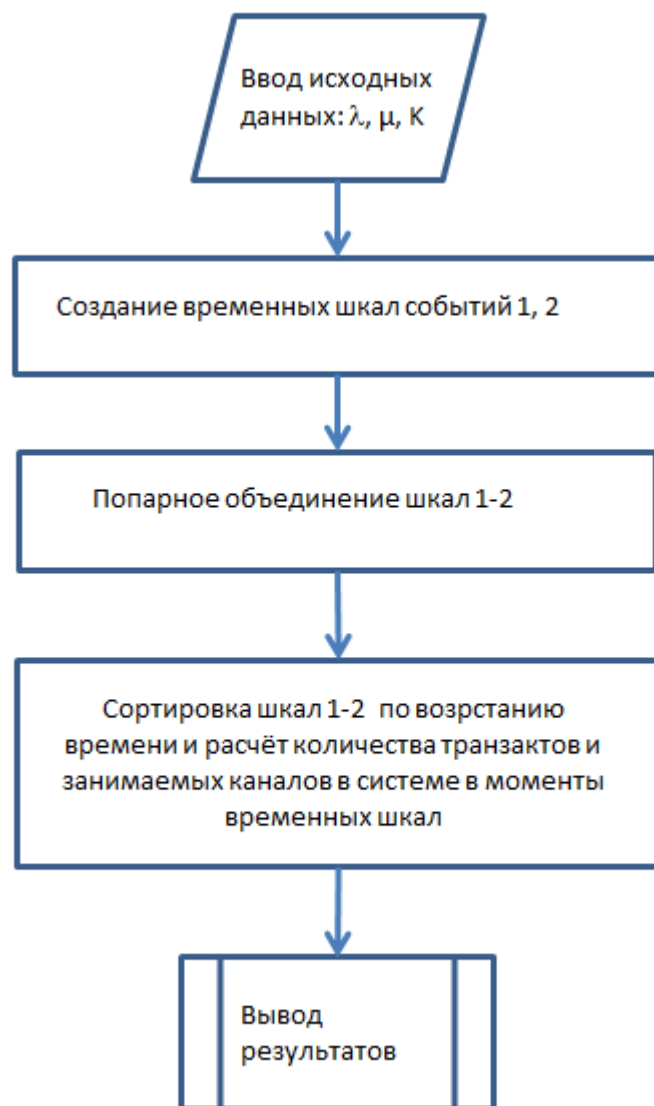 Ввод исходных
данных: λ, μ, K
Создание временных шкал событий 1, 2
Попарное объединение шкал 1-2
Сортировка шкал 1-2 по возрстанию
времени и расчёт количества транзактов и
занимаемых каналов в системе в моменты
временных шкал
Вывод
результатов